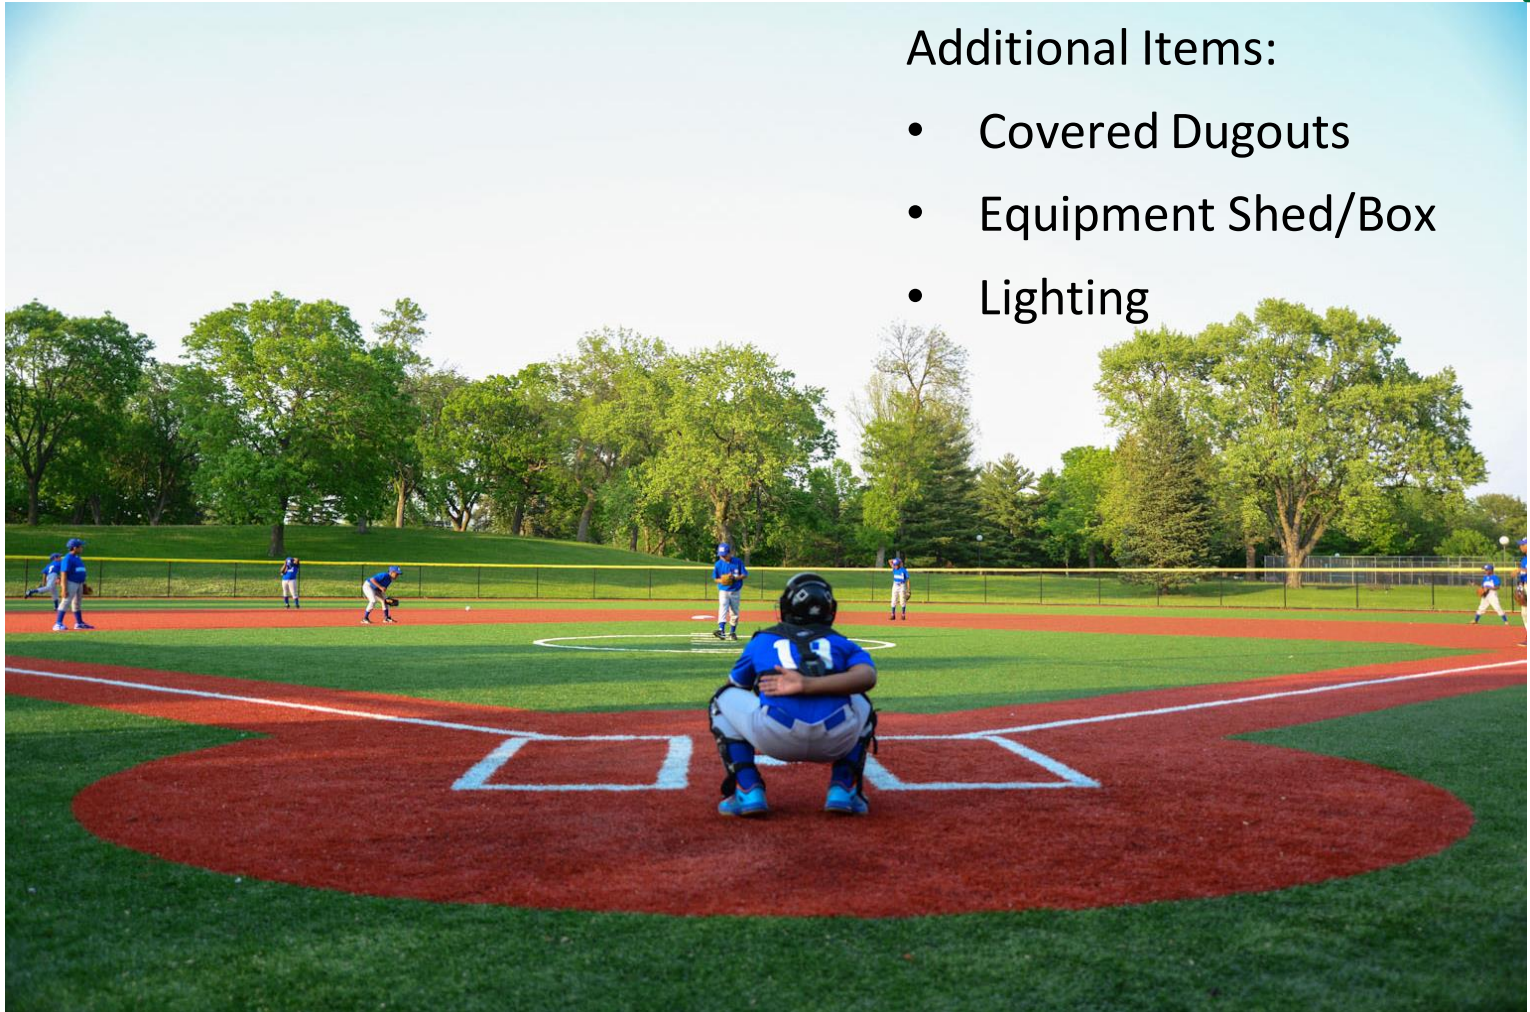 Additional Items:
• Covered Dugouts
• Equipment Shed/Box
• Lighting